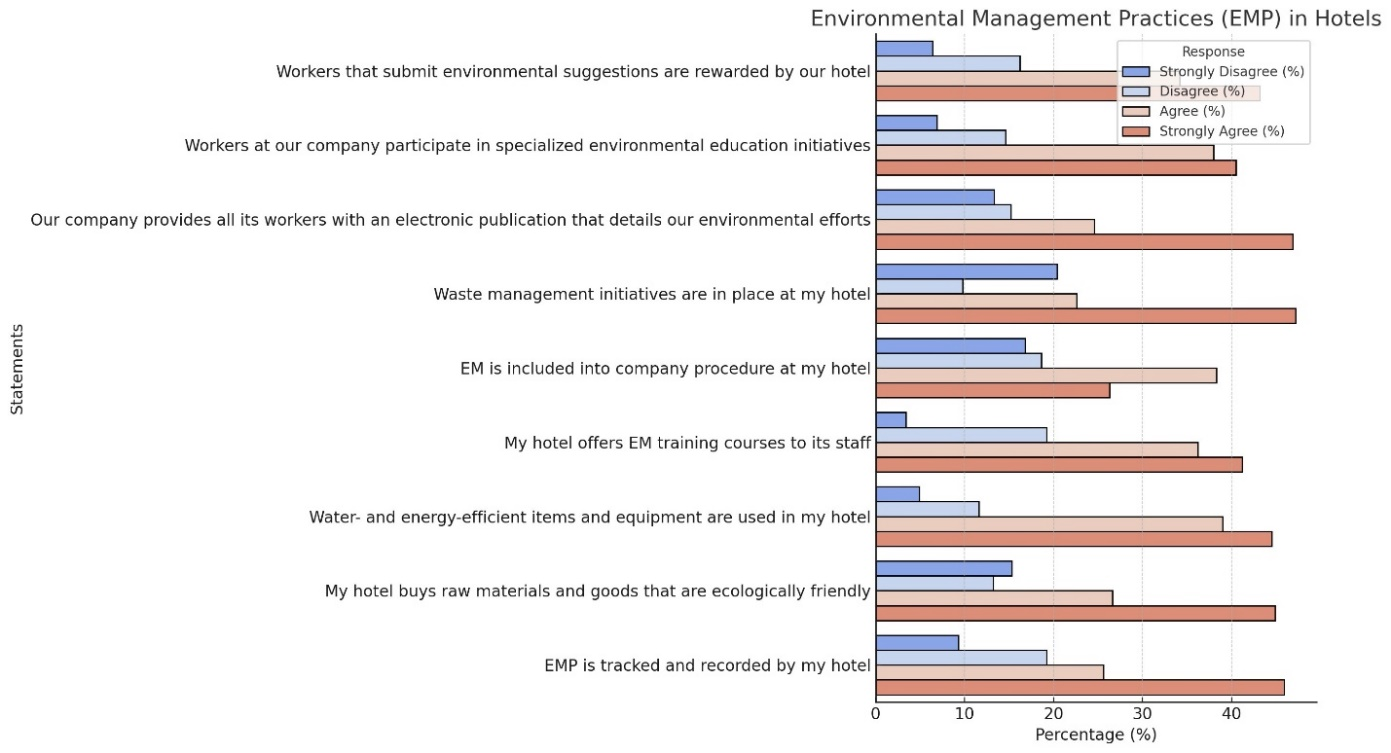 Environmental Management Practices (EMP) in Hotels
Response
Strongly Disagree (%)
Disagree (%)
Agree (%)
Strongly Agree (%)
Workers that submit environmental suggestions are rewarded by our hotel
Workers at our company participate in specialized environmental education initiatives
Our company provides all its workers with an electronic publication that details our environmental efforts
Waste management initiatives are in place at my hotel
EM is included into company procedure at my hotel
My hotel offers EM training courses to its staff
Water- and energy-efficient items and equipment are used in my hotel
My hotel buys raw materials and goods that are ecologically friendly
EMP is tracked and recorded by my hotel
Statements
0 10 20 30 40
Percentage (%)